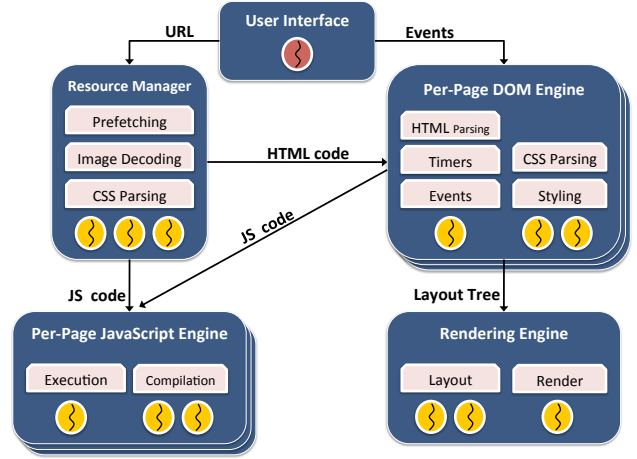 URL
User Interface
Events
Resource Manager
Prefetching
Image Decoding
CSS Parsing
HTML code
Per-Page DOM Engine
HTML Parsing
Timers
CSS Parsing
Events
Styling
JS code
JS code
Layout Tree
Per-Page JavaScript Engine
Execution
Compilation
Rendering Engine
Layout
Render